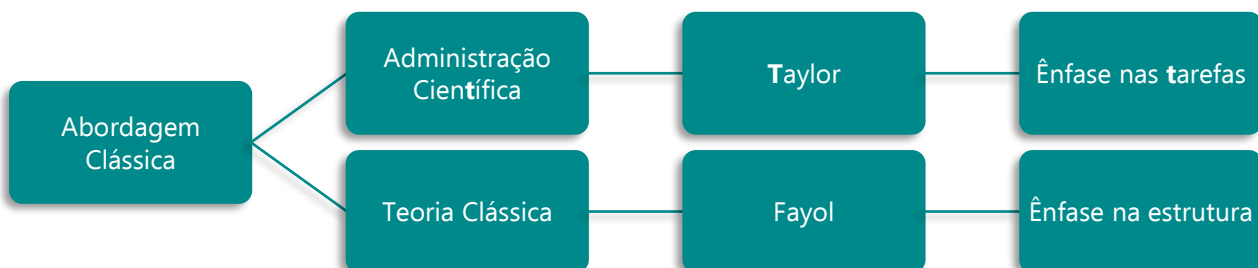 Abordagem
Clássica
Administração
Científica
Taylor
Ênfase nas tarefas
Teoria Clássica
Fayol
Ênfase na estrutura